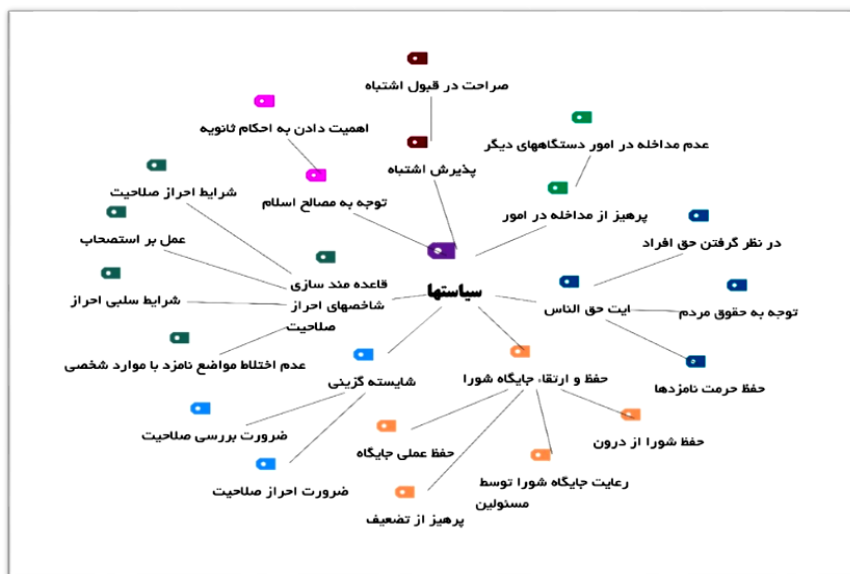 صراحت در قبول اشتباه
اهمیت دادن به احکام ثانویه
عدم مداخله در امور دستگاههای دیگر
پذیرش اشتباه
شرایط احراز صلاحیت
توجه به مصالح اسلام
پرهیز از مداخله در امور
عمل بر استصحاب
در نظر گرفتن حق افراد
قاعده مند سازی
شاخصهای احراز
صلاحیت
سیاستها
شرایط سلبی احراز
ایت حق الناس
توجه به حقوق مردم
عدم اختلاط مواضع نامزد با موارد شخصی
شایسته گزینی
حفظ و ارتقاء جایگاه شورا
حفظ حرمت نامزدها
ضرورت بررسی صلاحیت
حفظ عملی جایگاه
حفظ شورا از درون
ضرورت احراز صلاحیت
پرهیز از تضعیف
رعایت جایگاه شورا توسط
مسئولین